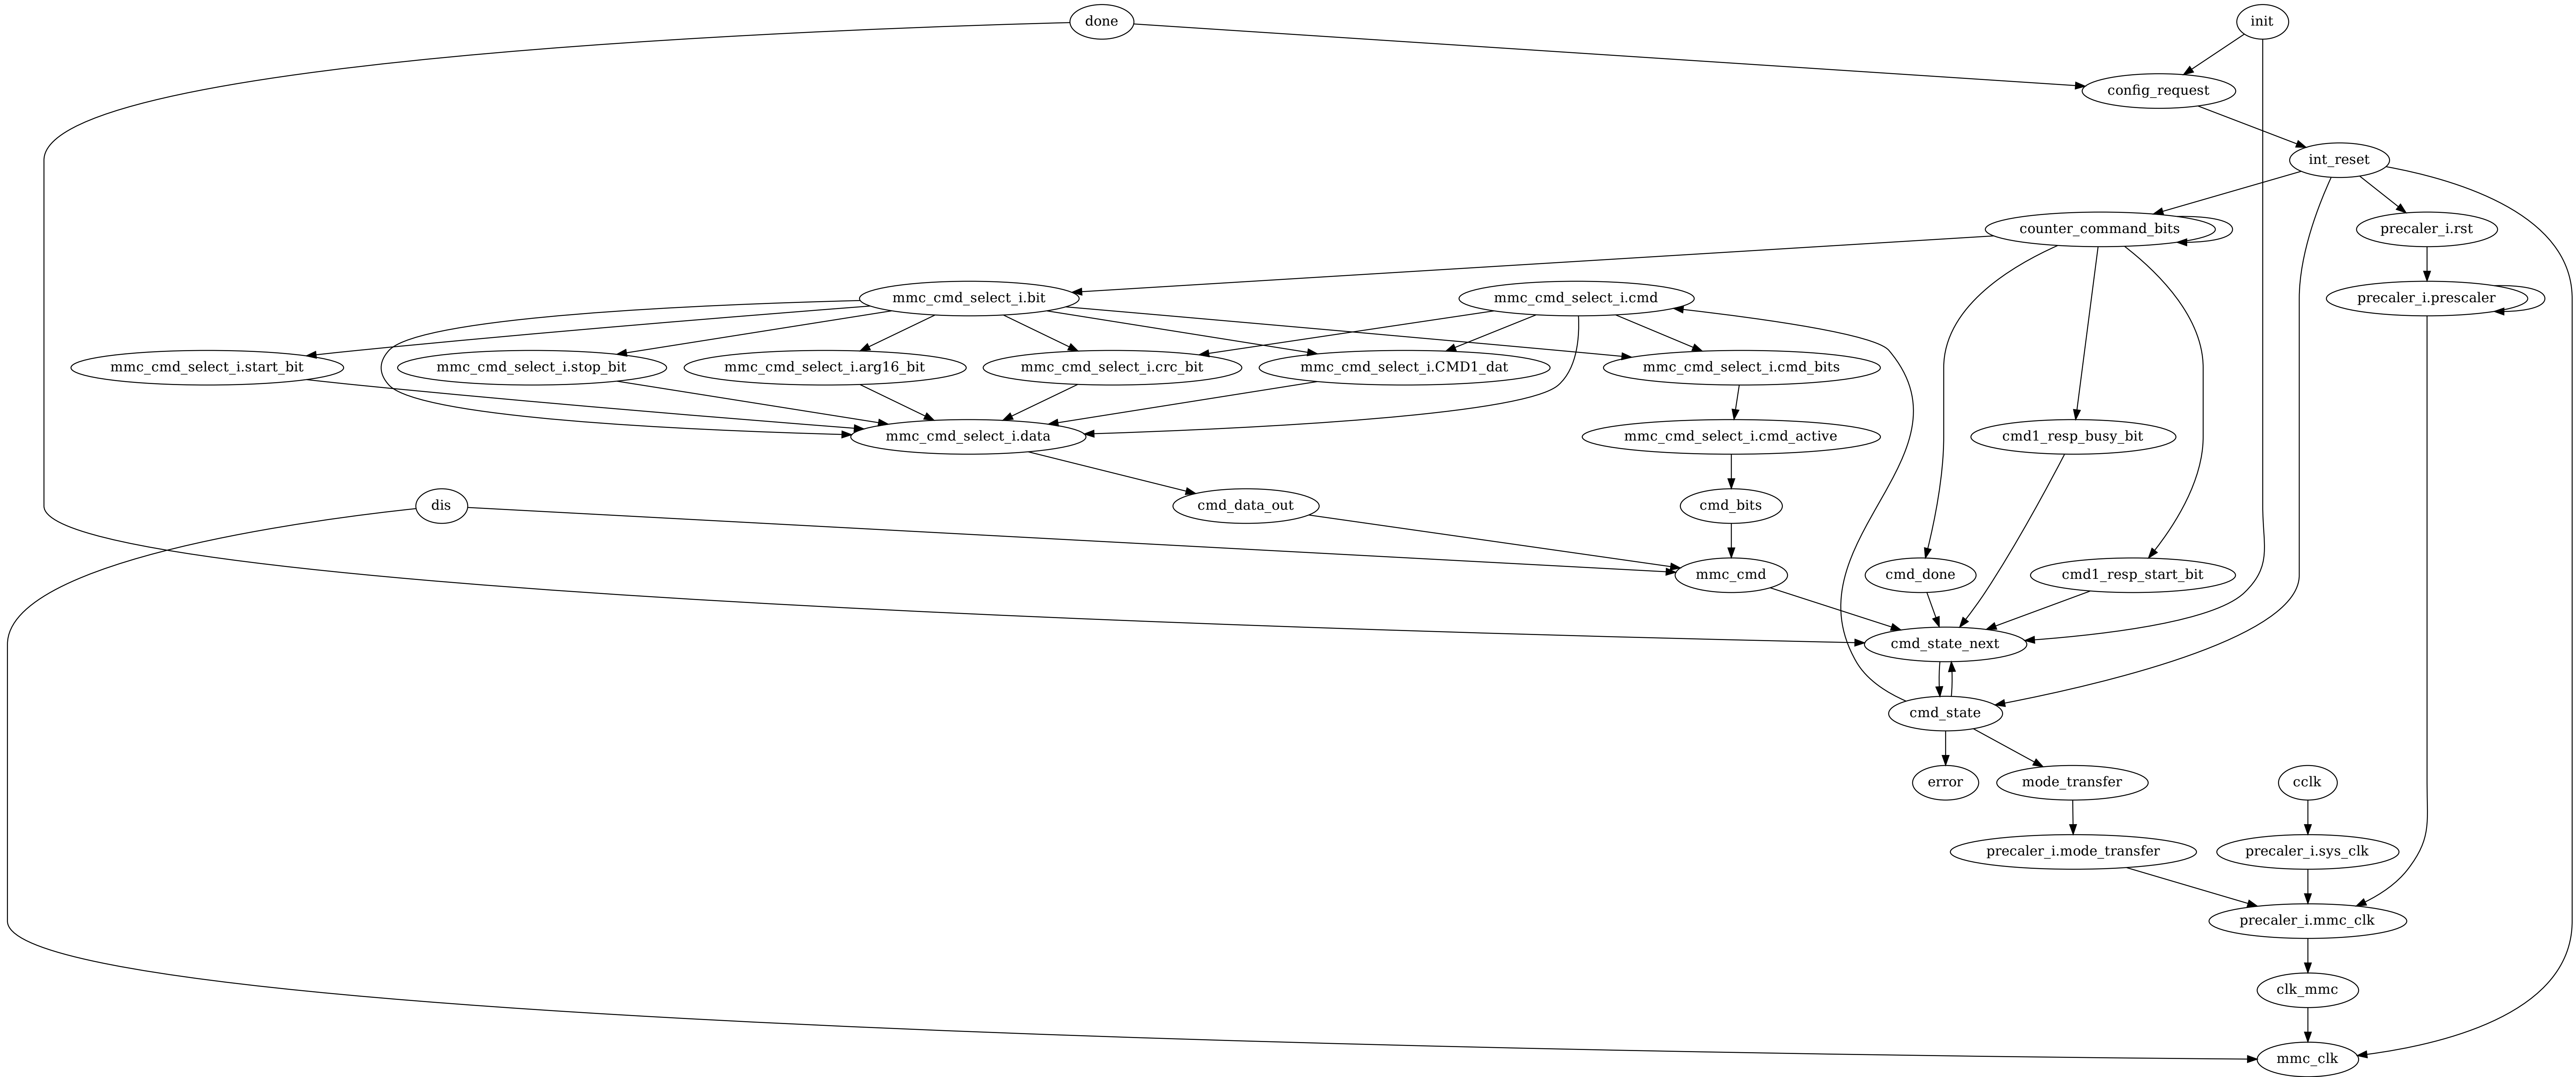 done
init
config_request
int_reset
counter_command_bits
precaler_i.rst
mmc_cmd_select_i.bit
mmc_cmd_select_i.cmd
precaler_i.prescaler
mmc_cmd_select_i.start_bit
mmc_cmd_select_i.stop_bit
mmc_cmd_select_i.arg16_bit
mmc_cmd_select_i.crc_bit
mmc_cmd_select_i.CMD1_dat
mmc_cmd_select_i.cmd_bits
mmc_cmd_select_i.data
mmc_cmd_select_i.cmd_active
cmd1_resp_busy_bit
dis
cmd_data_out
cmd_bits
mmc_cmd
cmd_done
cmd1_resp_start_bit
cmd_state_next
cmd_state
error
mode_transfer
cclk
precaler_i.mode_transfer
precaler_i.sys_clk
precaler_i.mmc_clk
clk_mmc
mmc_clk